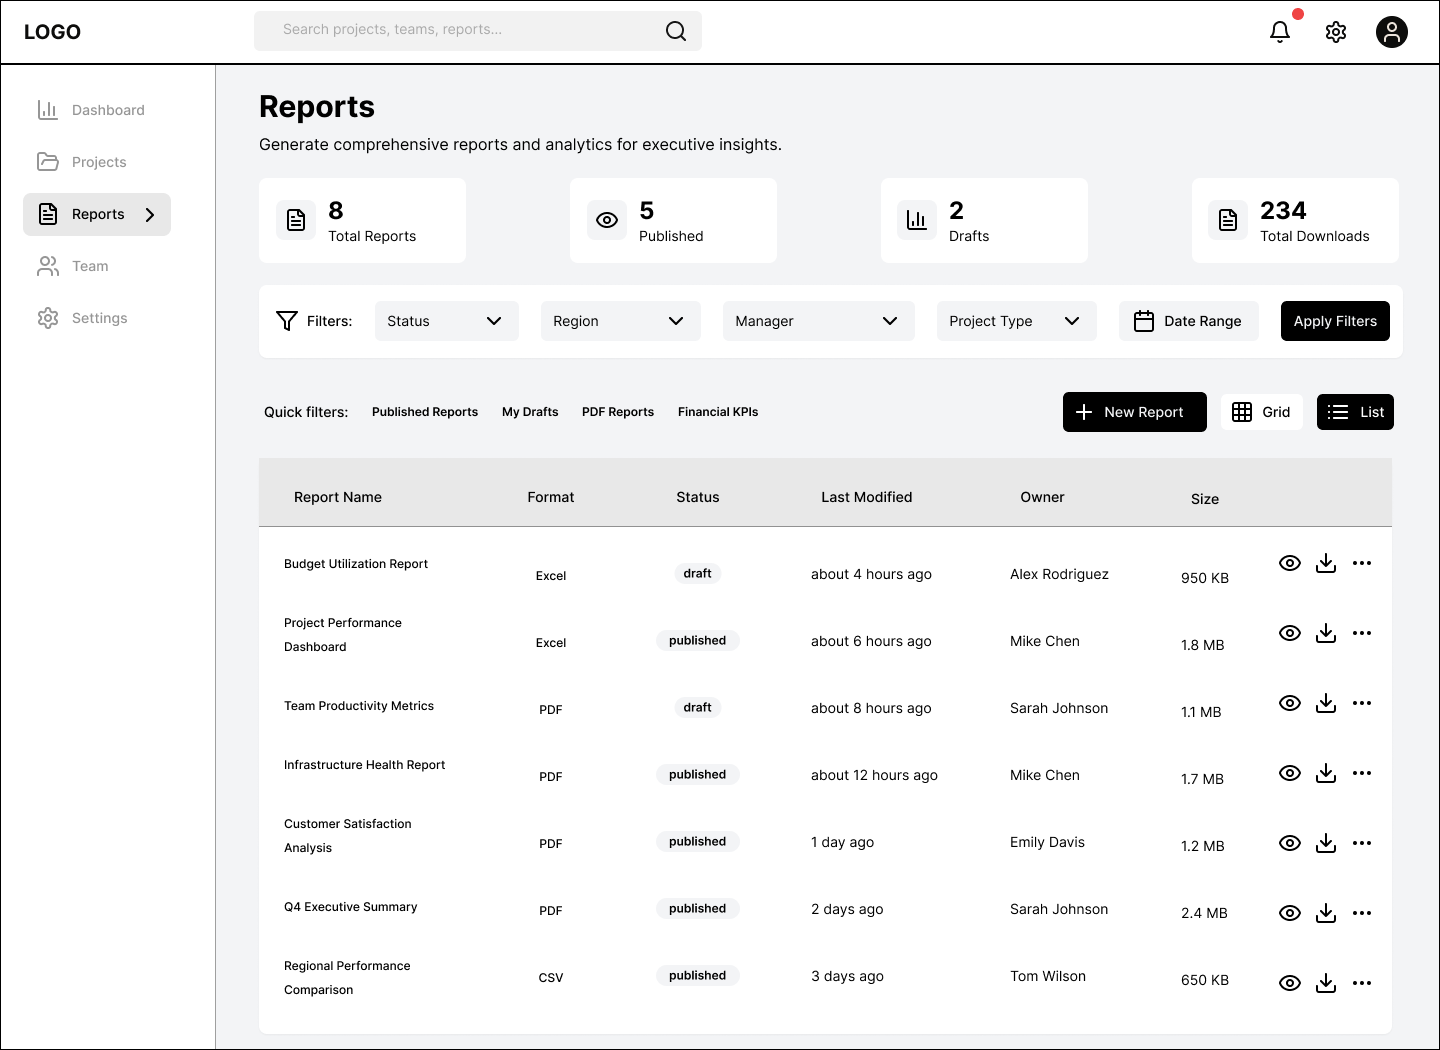 LOGO
Search projects, teams, reports...
Dashboard
Projects
Reports
Team
Settings
Reports
Generate comprehensive reports and analytics for executive insights.
8
Total Reports
5
Published
2
Drafts
234
Total Downloads
Filters: Status Region Manager Project Type Date Range Apply Filters
Quick filters: Published Reports My Drafts PDF Reports Financial KPIs New Report Grid List
Report Name Format Status Last Modified Owner Size
Budget Utilization Report Excel draft about 4 hours ago Alex Rodriguez 950 KB
Project Performance
Dashboard Excel published about 6 hours ago Mike Chen 1.8 MB
Team Productivity Metrics PDF draft about 8 hours ago Sarah Johnson 1.1 MB
Infrastructure Health Report PDF published about 12 hours ago Mike Chen 1.7 MB
Customer Satisfaction
Analysis PDF published 1 day ago Emily Davis 1.2 MB
Q4 Executive Summary PDF published 2 days ago Sarah Johnson 2.4 MB
Regional Performance
Comparison CSV published 3 days ago Tom Wilson 650 KB